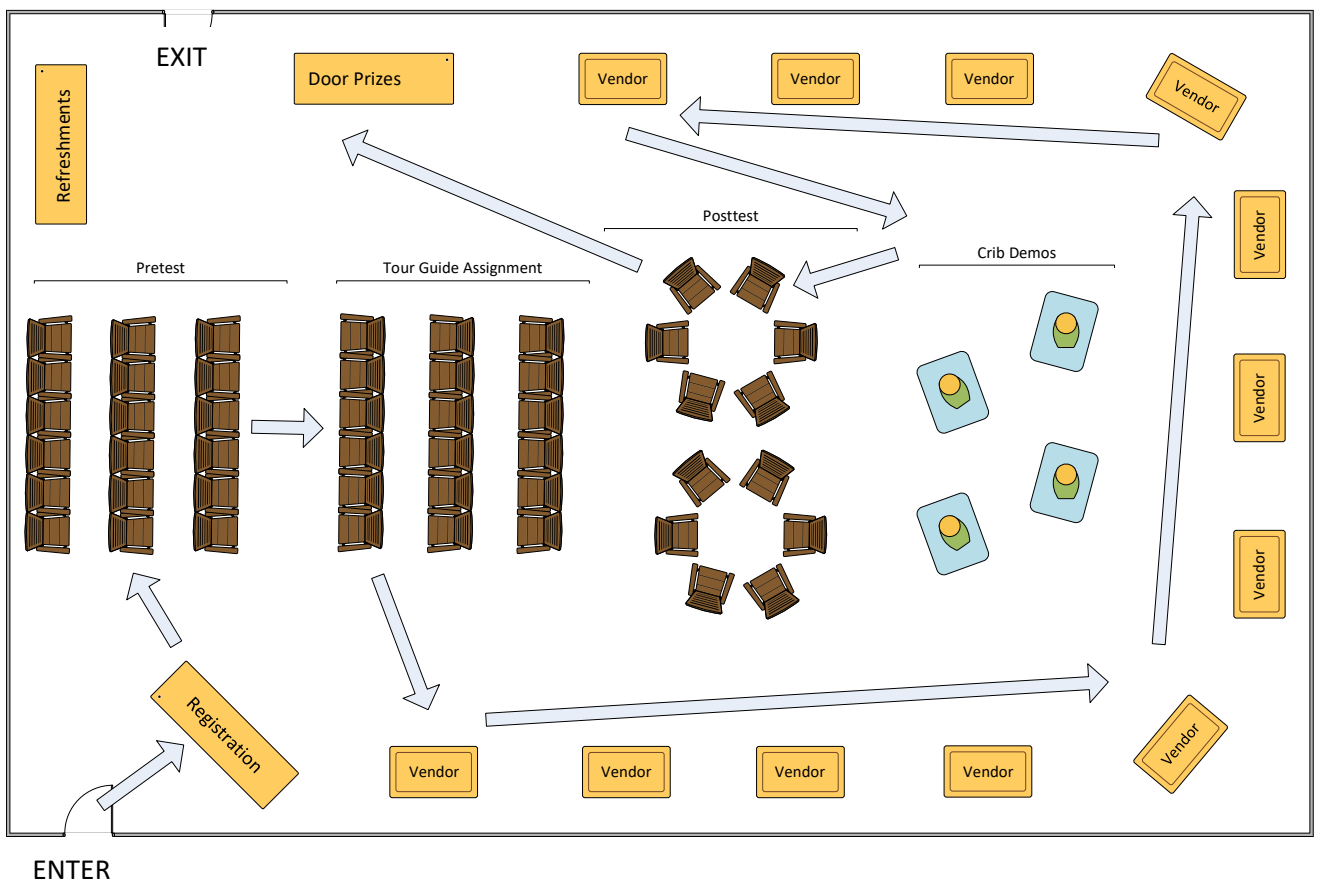 EXIT
Door Prizes
Vendor
Vendor
Vendor
Vendor
Refreshments
Vendor
Posttest
Pretest
Tour Guide Assignment
Crib Demos
Vendor
Vendor
Registration
Vendor
Vendor
Vendor
Vendor
Vendor
ENTER